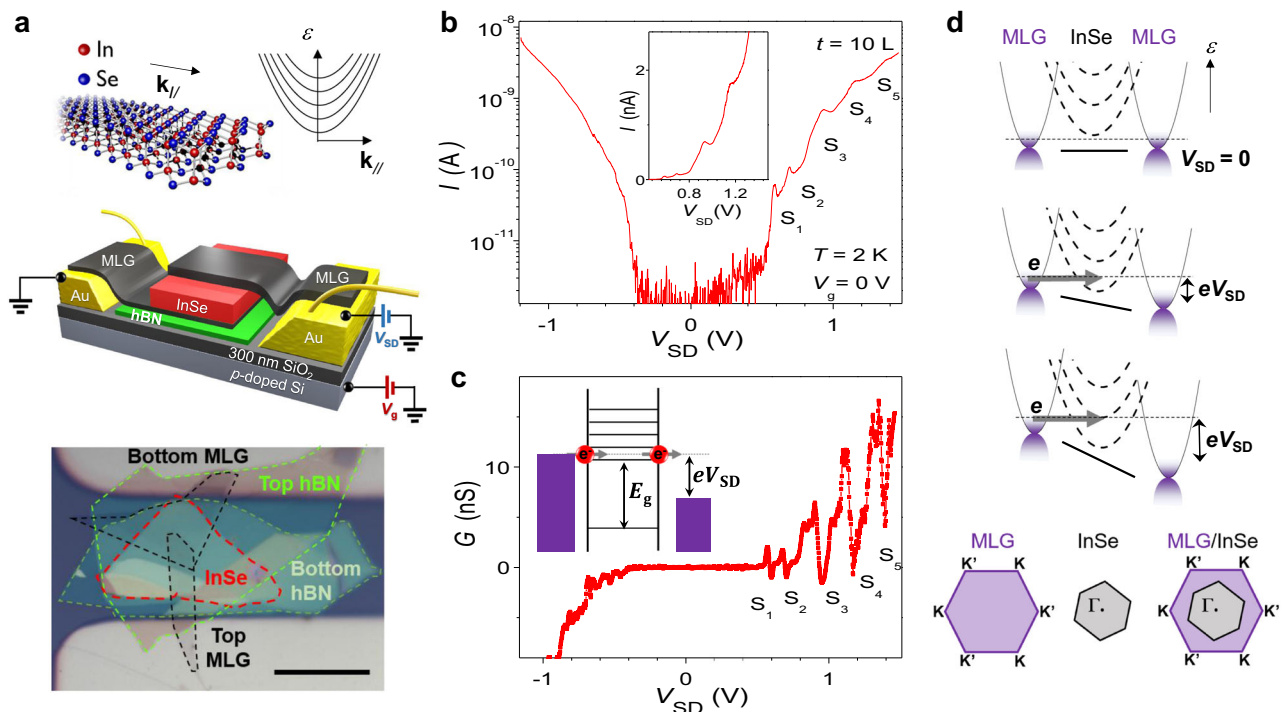 a
In
Se
k//
ε
k//
MLG
MLG
Au
InSe
hBN
Au
300 nm SiO2
p-doped Si
VSD
Vg
Bottom MLG
Top hBN
InSe
Bottom
hBN
Top
MLG
b
10-8
10-9
10-10
10-11
I (A)
t = 10 L
2
0
I (nA)
0.8 1.2
VSD (V)
S1
S2
S3
S4
S5
T = 2 K
Vg = 0 V
-1 0 1
VSD (V)
c
10
0
G (nS)
e
e
Eg
eVSD
S1
S2
S3
S4
S5
-1 0 1
VSD (V)
d
MLG InSe MLG
ε
VSD = 0
e
eVSD
e
eVSD
MLG InSe MLG/InSe
K' K K' K
K Γ K' K Γ K'
K' K K' K